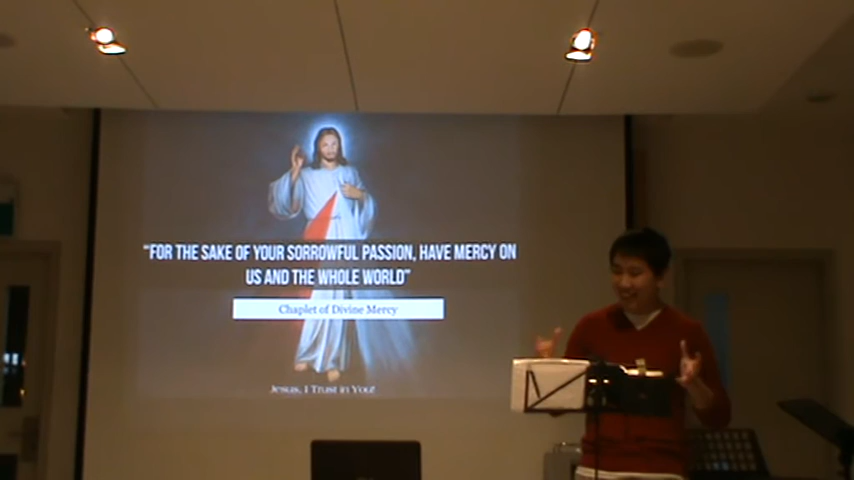 “FOR THE SAKE OF YOUR SORROWFUL PASSION, HAVE MERCY ON
US AND THE WHOLE WORLD”
Chaplet of Divine Mercy
Jesus, I Trust in You!